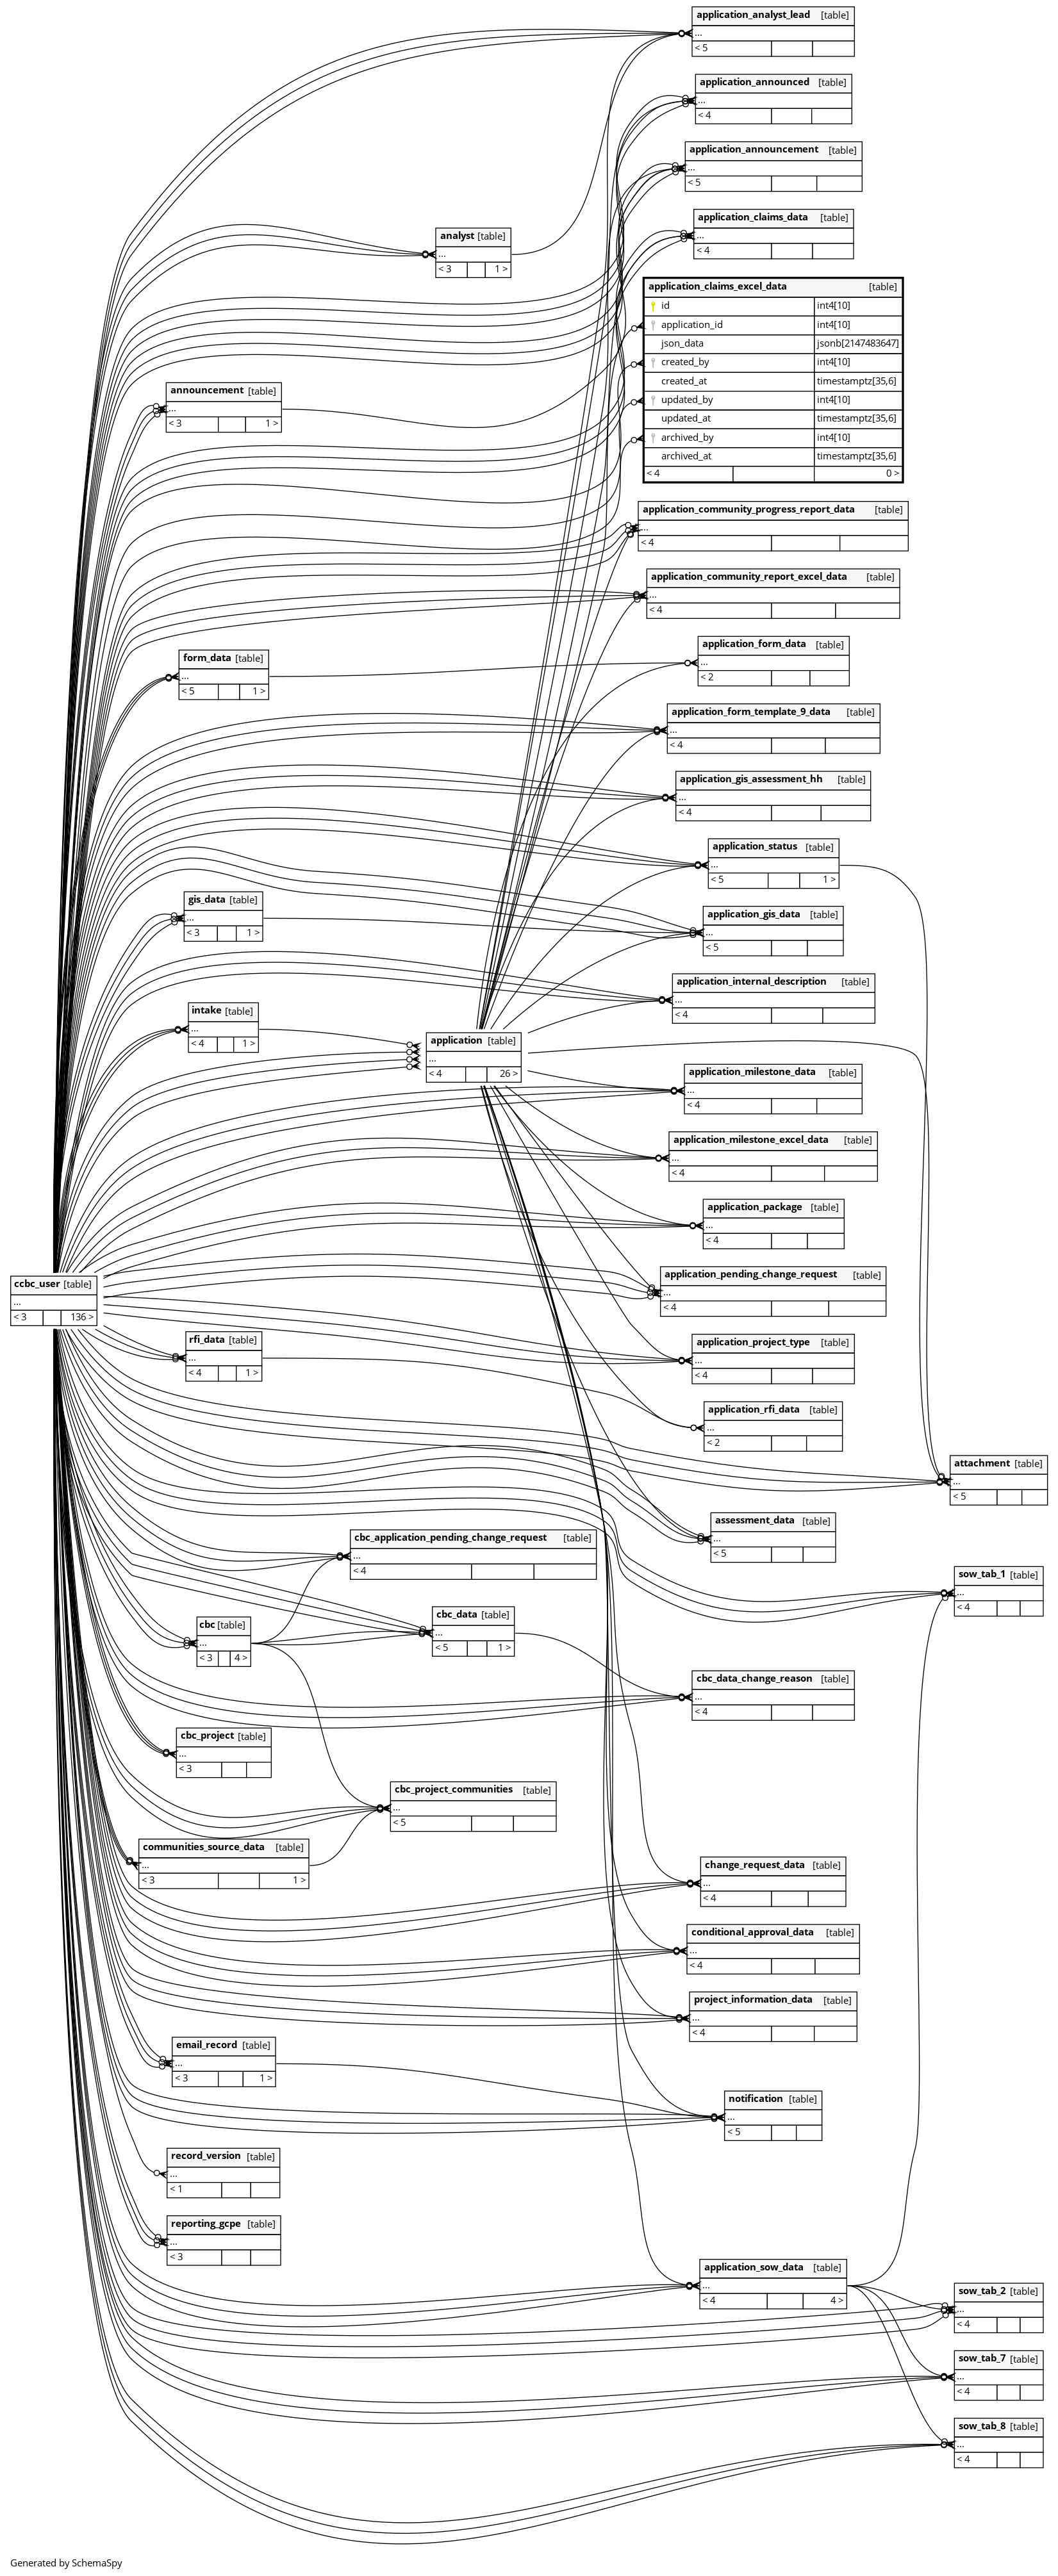 application_analyst_lead [table]
...
< 5
application_announced [table]
...
< 4
application_announcement [table]
...
< 5
application_claims_data [table]
...
< 4
analyst [table]
...
< 3 1 >
application_claims_excel_data [table]
id int4[10]
application_id int4[10]
json_data jsonb[2147483647]
created_by int4[10]
created_at timestamptz[35,6]
updated_by int4[10]
updated_at timestamptz[35,6]
archived_by int4[10]
archived_at timestamptz[35,6]
< 4 0 >
announcement [table]
...
< 3 1 >
application_community_progress_report_data [table]
...
< 4
application_community_report_excel_data [table]
...
< 4
form_data [table]
...
< 5 1 >
application_form_data [table]
...
< 2
application_form_template_9_data [table]
...
< 4
application_gis_assessment_hh [table]
...
< 4
application_status [table]
...
< 5 1 >
gis_data [table]
...
< 3 1 >
application_gis_data [table]
...
< 5
application_internal_description [table]
...
< 4
intake [table]
...
< 4 1 >
application [table]
...
< 4 26 >
application_milestone_data [table]
...
< 4
application_milestone_excel_data [table]
...
< 4
application_package [table]
...
< 4
ccbc_user [table]
...
< 3 136 >
application_pending_change_request [table]
...
< 4
rfi_data [table]
...
< 4 1 >
application_project_type [table]
...
< 4
application_rfi_data [table]
...
< 2
attachment [table]
...
< 5
assessment_data [table]
...
< 5
cbc_application_pending_change_request [table]
...
< 4
sow_tab_1 [table]
...
< 4
cbc [table]
...
< 3 4 >
cbc_data [table]
...
< 5 1 >
cbc_data_change_reason [table]
...
< 4
cbc_project [table]
...
< 3
cbc_project_communities [table]
...
< 5
communities_source_data [table]
...
< 3 1 >
change_request_data [table]
...
< 4
conditional_approval_data [table]
...
< 4
project_information_data [table]
...
< 4
email_record [table]
...
< 3 1 >
notification [table]
...
< 5
record_version [table]
...
< 1
reporting_gcpe [table]
...
< 3
application_sow_data [table]
...
< 4 4 >
sow_tab_2 [table]
...
< 4
sow_tab_7 [table]
...
< 4
sow_tab_8 [table]
...
< 4
Generated by SchemaSpy